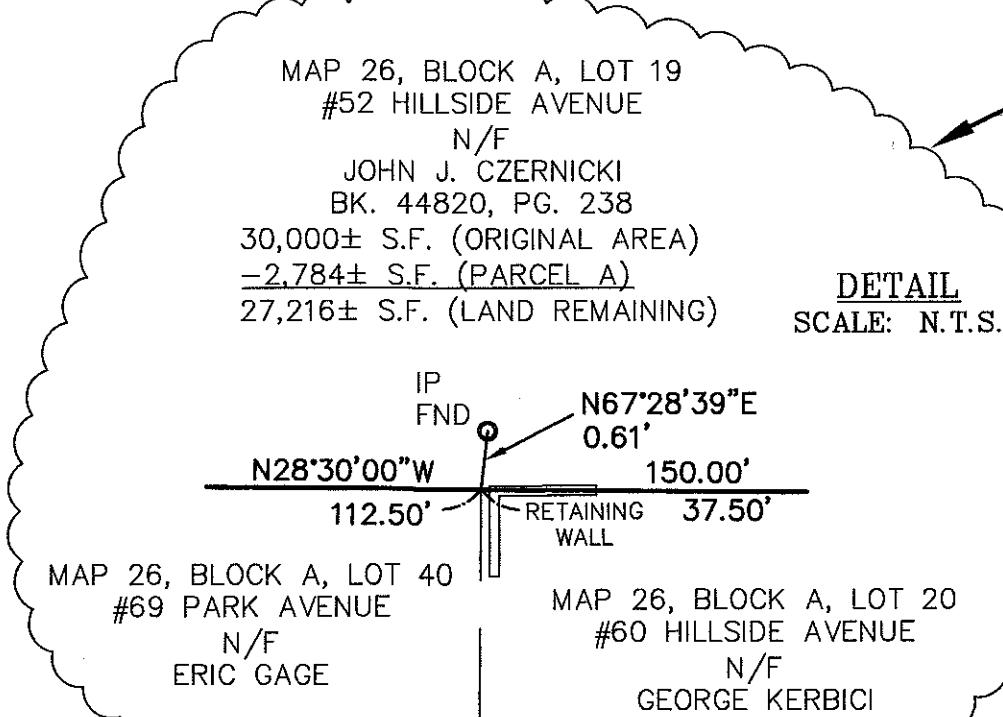 MAP 26, BLOCK A, LOT 19
#52 HILLSIDE AVENUE
N/F
JOHN J. CZERNICKI
BK. 44820, PG. 238
30,000± S.F. (ORIGINAL AREA)
-2,784± S.F. (PARCEL A)
27,216± S.F. (LAND REMAINING)
DETAIL
SCALE: N.T.S.
IP
FND
N67°28'39"E
0.61'
N28°30'00"W
150.00'
112.50'
37.50'
RETAINING
WALL
MAP 26, BLOCK A, LOT 40
#69 PARK AVENUE
N/F
ERIC GAGE
MAP 26, BLOCK A, LOT 20
#60 HILLSIDE AVENUE
N/F
GEORGE KERBICI